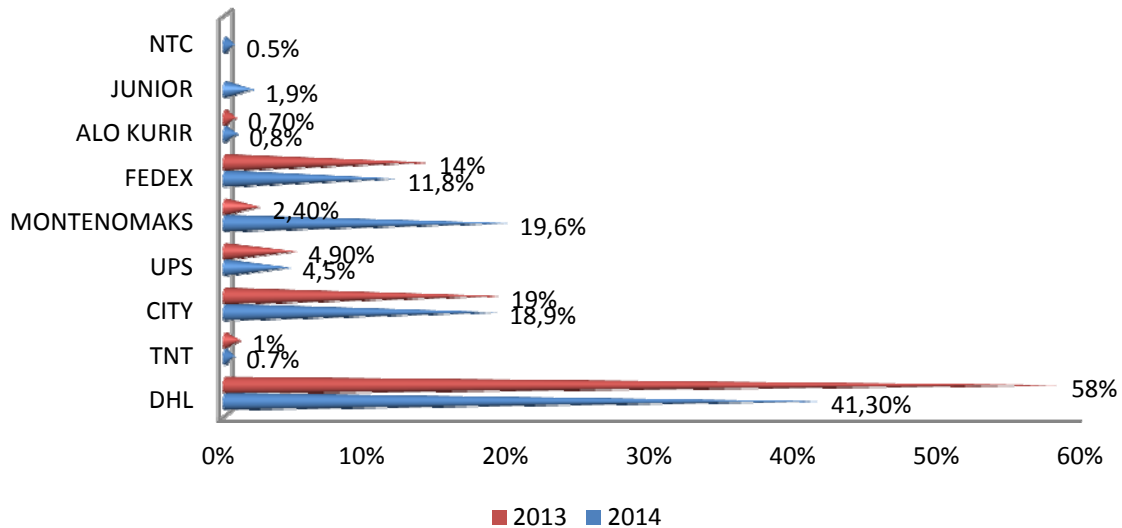 NTC
0.5%
JUNIOR
1,9%
0,70%
ALO KURIR
0,8%
14%
FEDEX
11,8%
2,40%
MONTENOMAKS
19,6%
4,90%
UPS
4,5%
19%
CITY
18,9%
1%
TNT
0.7%
58%
DHL
41,30%
0% 10% 20% 30% 40% 50% 60%
2013 2014